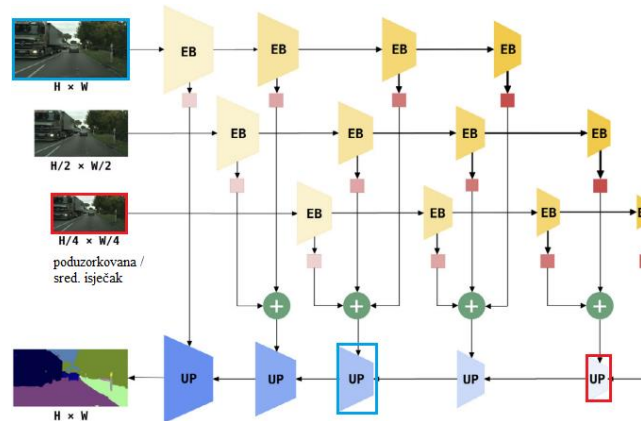 EB EB EB EB
H × W
EB EB EB EB
H/2 × W/2
EB EB EB EB
H/4 × W/4
poduzorkovana /
sred. isječak
+ + + + +
UP UP UP UP UP
H × W